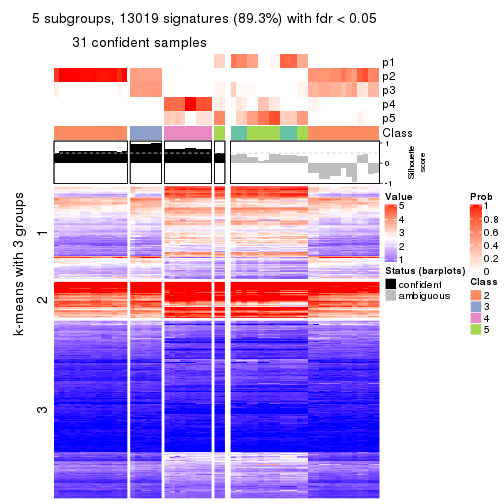 5 subgroups, 13019 signatures (89.3%) with fdr < 0.05
31 confident samples
p1
p2
p3
p4
p5
Class
1
0
-1
Silhouette
score
k-means with 3 groups
1
2
3
Value
5
4
3
2
1
Status (barplots)
confident
ambiguous
Prob
1
0.8
0.6
0.4
0.2
0
Class
2
3
4
5